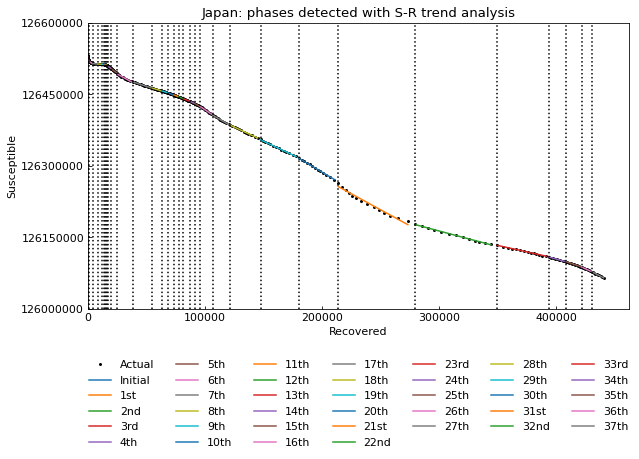 Japan: phases detected with S-R trend analysis
126600000
126450000
126300000
126150000
126000000
Susceptible
0 100000 200000 300000 400000
Recovered
Actual 5th 11th 17th 23rd 28th 33rd
Initial 6th 12th 18th 24th 29th 34th
1st 7th 13th 19th 25th 30th 35th
2nd 8th 14th 20th 26th 31st 36th
3rd 9th 15th 21st 27th 32nd 37th
4th 10th 16th 22nd